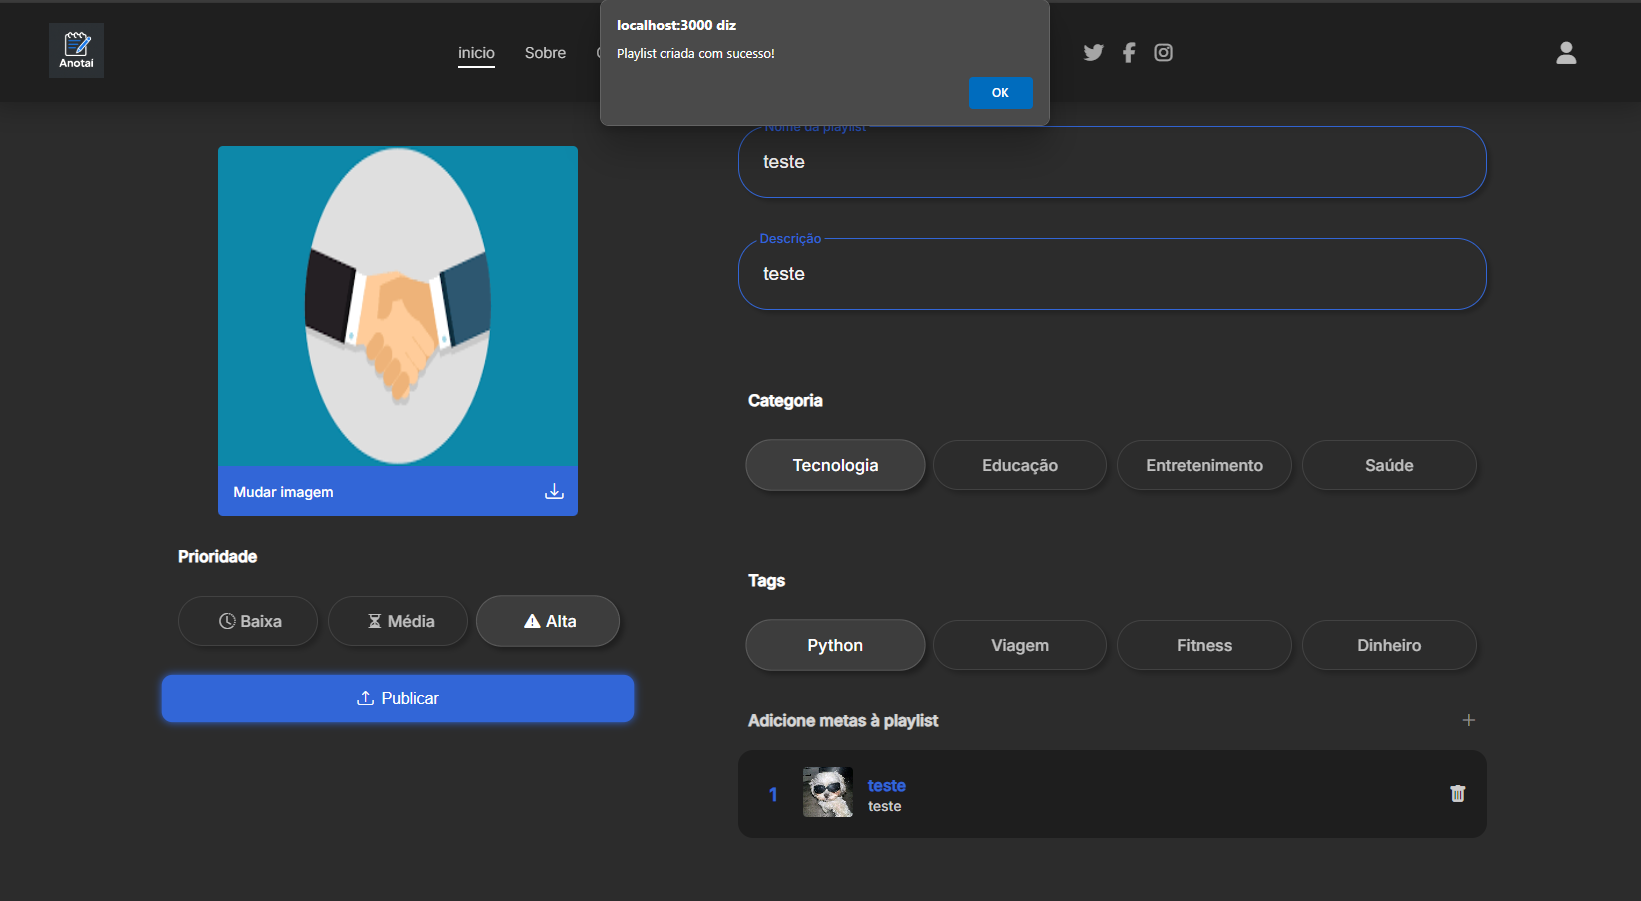 localhost:3000 diz
Playlist criada com sucesso!
OK
Anotaí
inicio
Sobre
Nome da playlist
teste
Descrição
teste
Mudar imagem
Prioridade
Baixa
Média
Alta
Publicar
Categoria
Tecnologia
Educação
Entretenimento
Saúde
Tags
Python
Viagem
Fitness
Dinheiro
Adicione metas à playlist
1
teste
teste